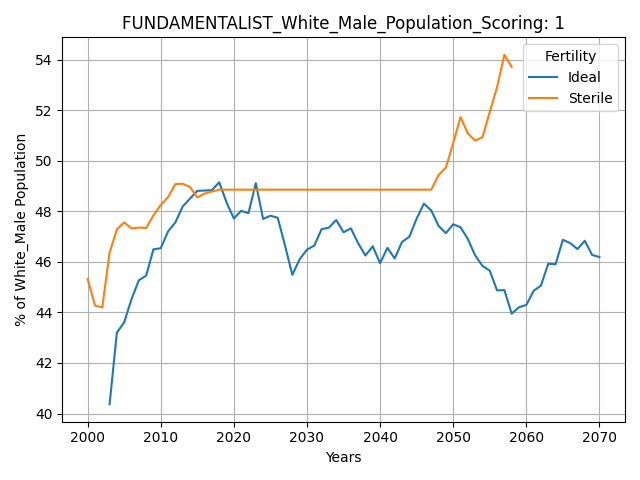 FUNDAMENTALIST_White_Male_Population_Scoring: 1
Fertility
Ideal
Sterile
% of White_Male Population
54
52
50
48
46
44
42
40
2000 2010 2020 2030 2040 2050 2060 2070
Years